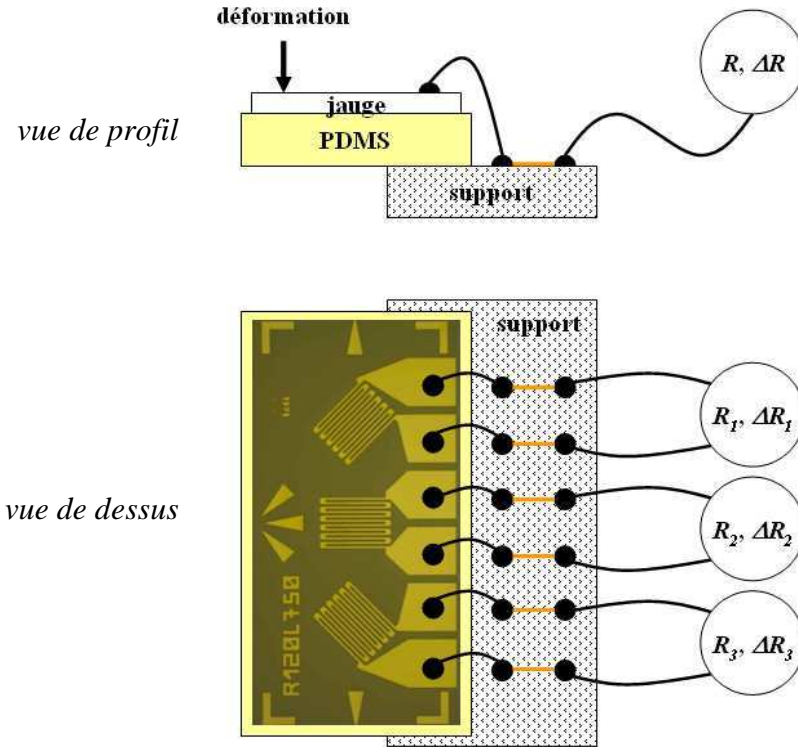 déformation
R, ΔR
jauge
vue de profil
PDMS
support
support
R₁, ΔR₁
vue de dessus
R₂, ΔR₂
R120L750
R₃, ΔR₃